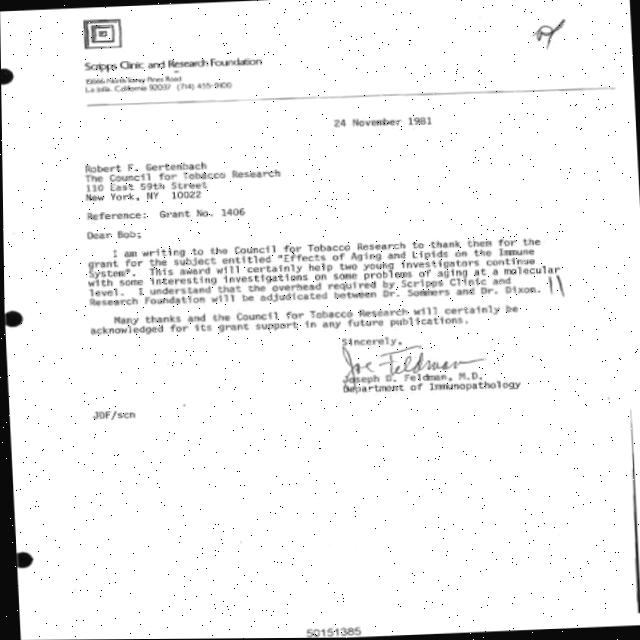 Scripps Clinic and Research Foundation
10666 North Torrey Pines Road
La Jolla, California 92037 (714) 455-9100
24 November 1981
Robert F. Gertenbach
The Council for Tobacco Research
110 East 59th Street
New York, NY 10022
Reference: Grant No. 1406
Dear Bob:
I am writing to the Council for Tobacco Research to thank them for the
grant for the subject entitled "Effects of Aging and Lipids on the Immune
System". This award will certainly help two young investigators continue
with some interesting investigations on some problems of aging at a molecular
level. I understand that the overhead required by Scripps Clinic and
Research Foundation will be adjudicated between Dr. Sommers and Dr. Dixon.
Many thanks and the Council for Tobacco Research will certainly be
acknowledged for its grant support in any future publications.
Sincerely,
Joe Feldman
Joseph D. Feldman, M.D.
Department of Immunopathology
JDF/scn
50151385